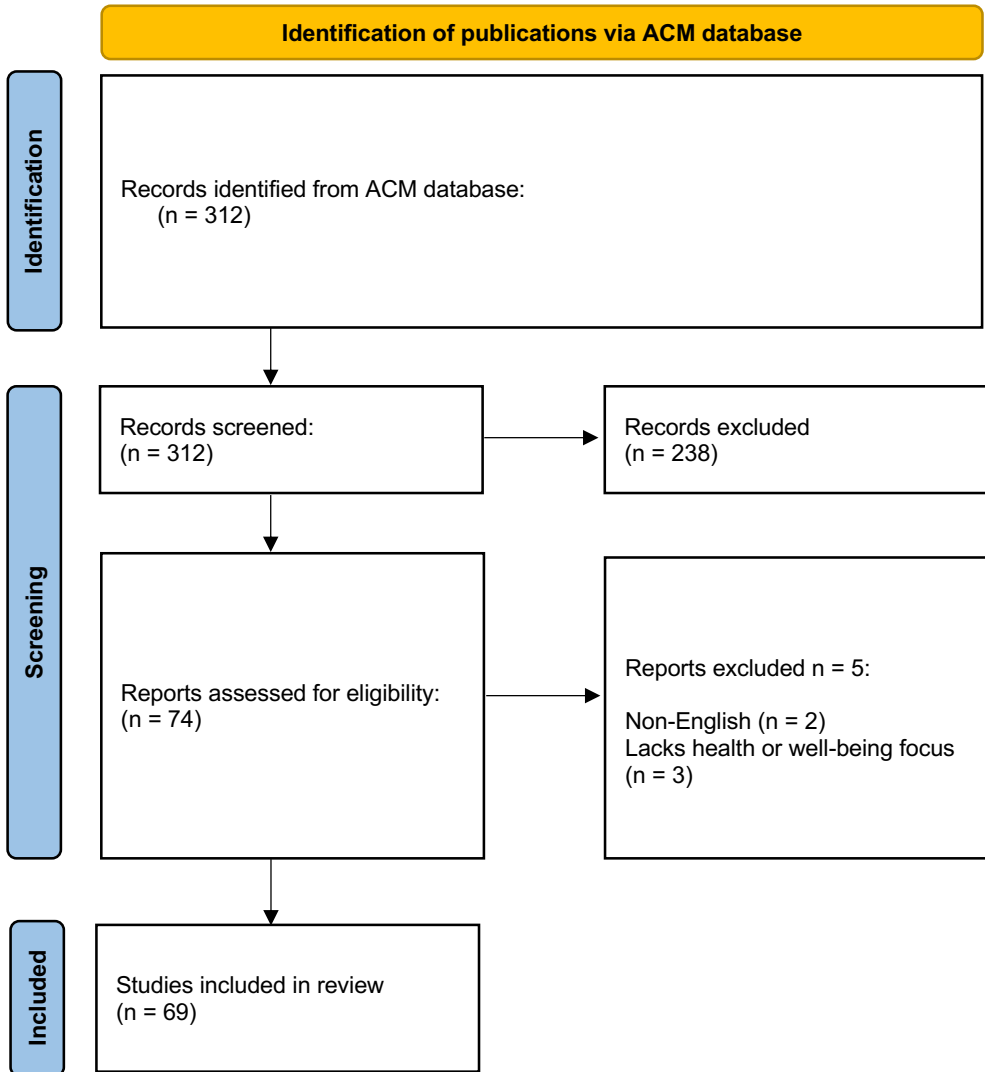 Identification of publications via ACM database
Identification
Records identified from ACM database:
(n = 312)
Screening
Records screened:
(n = 312)
Records excluded
(n = 238)
Reports assessed for eligibility:
(n = 74)
Reports excluded n = 5:
Non-English (n = 2)
Lacks health or well-being focus
(n = 3)
Included
Studies included in review
(n = 69)